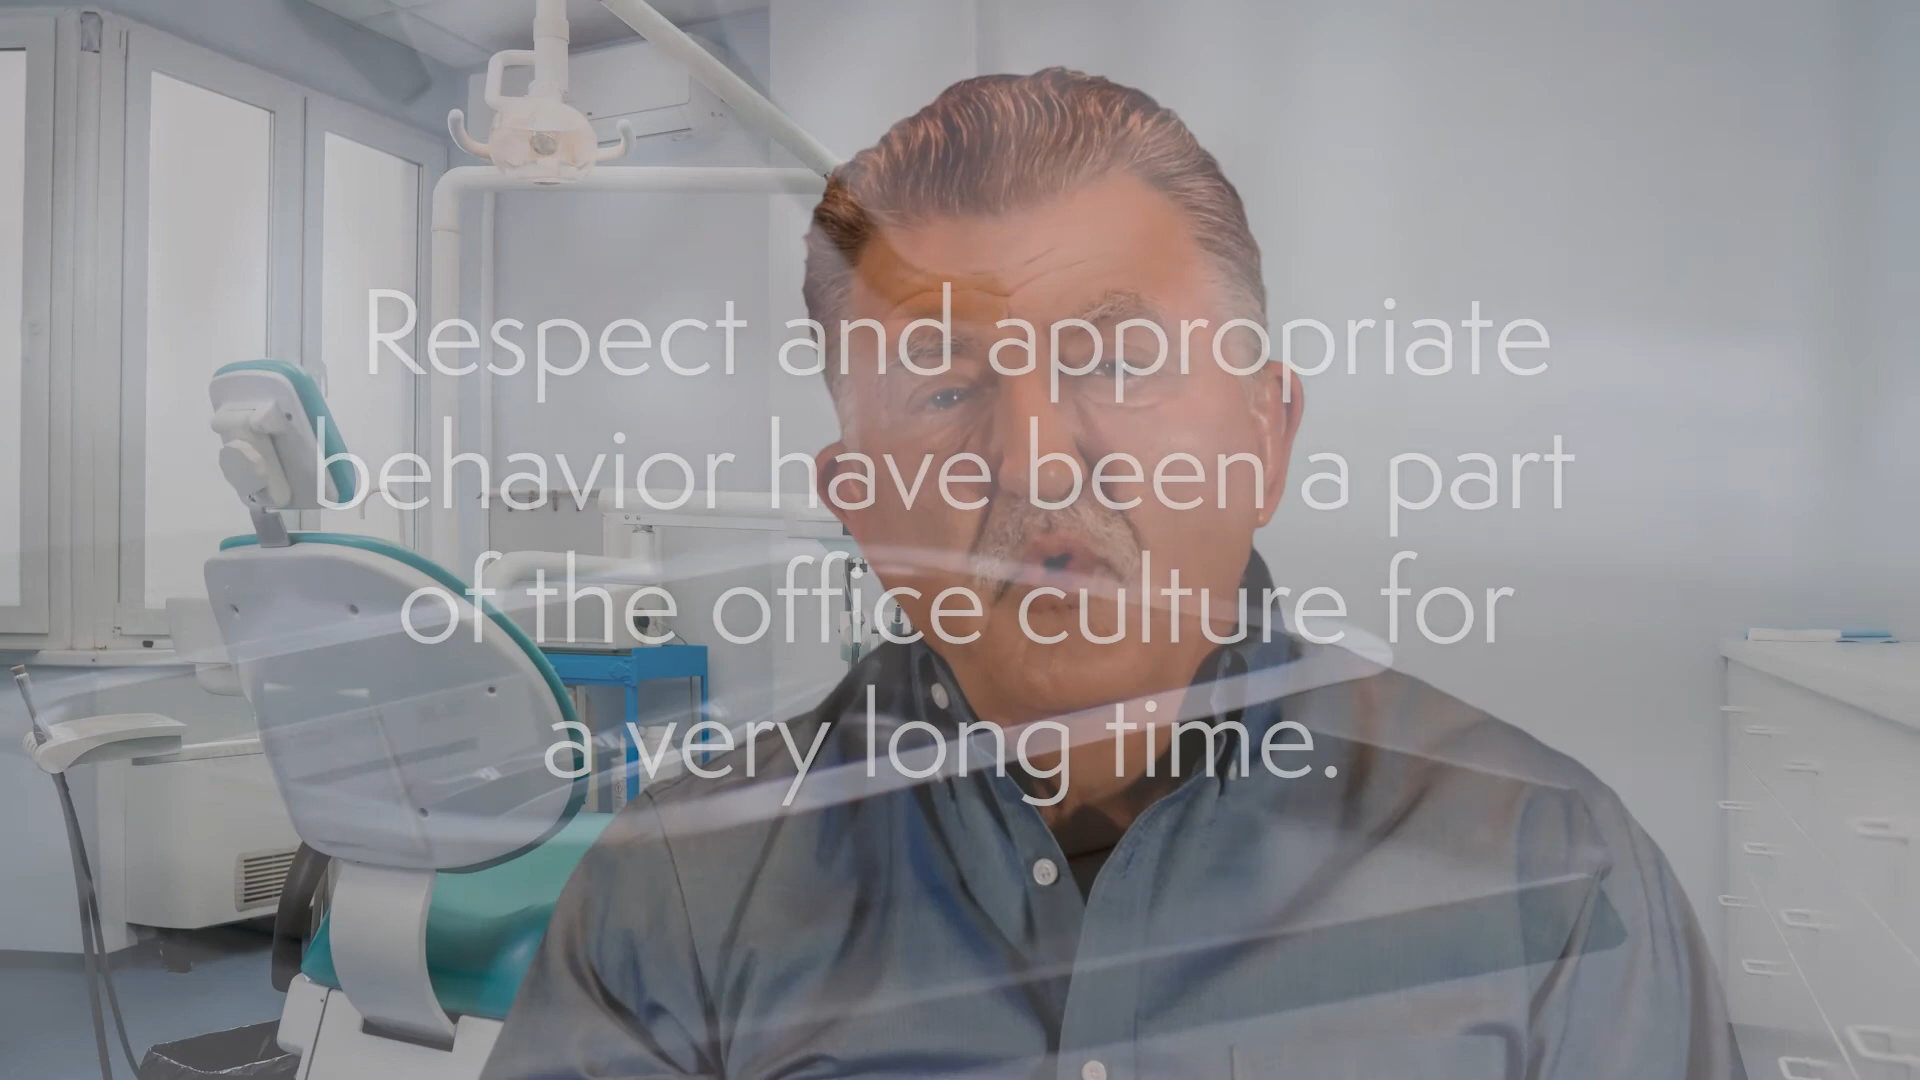 Respect and appropriate
behavior have been a part
of the office culture for
a very long time.